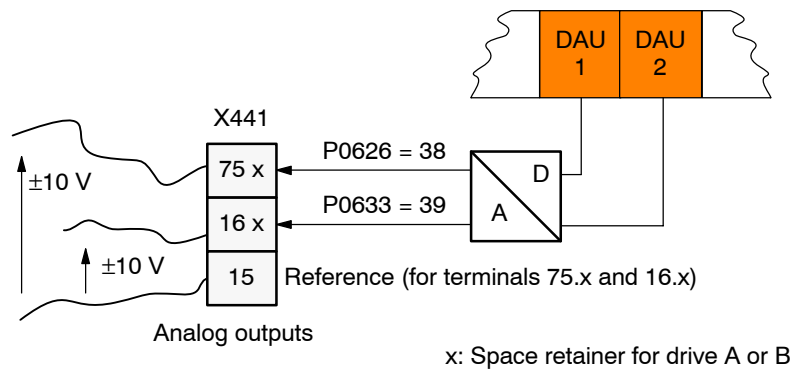 DAU 1
DAU 2
X441
75 x
P0626 = 38
D
±10 V
16 x
P0633 = 39
A
±10 V
15
Reference (for terminals 75.x and 16.x)
Analog outputs
x: Space retainer for drive A or B